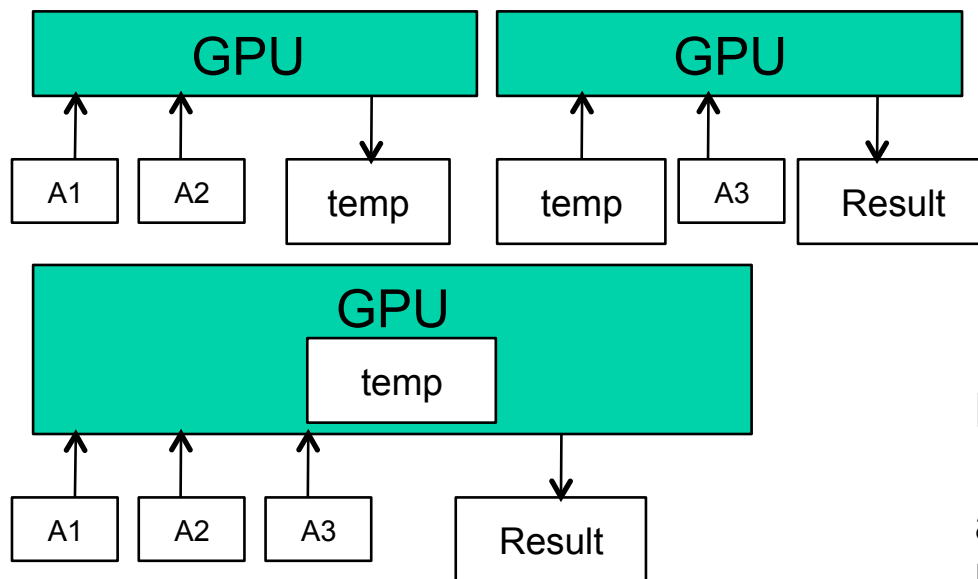 GPU
GPU
A1
A2
temp
temp
A3
Result
GPU
temp
A1
A2
A3
Result